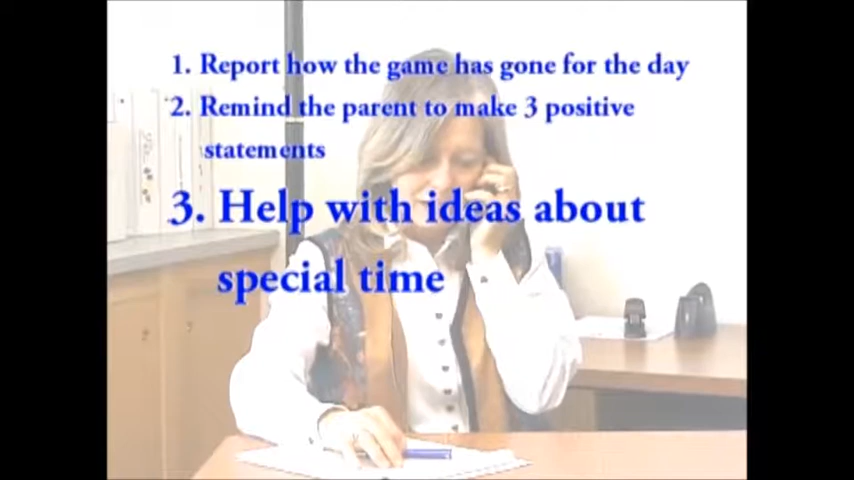 1. Report how the game has gone for the day
2. Remind the parent to make 3 positive
statements
3. Help with ideas about
special time